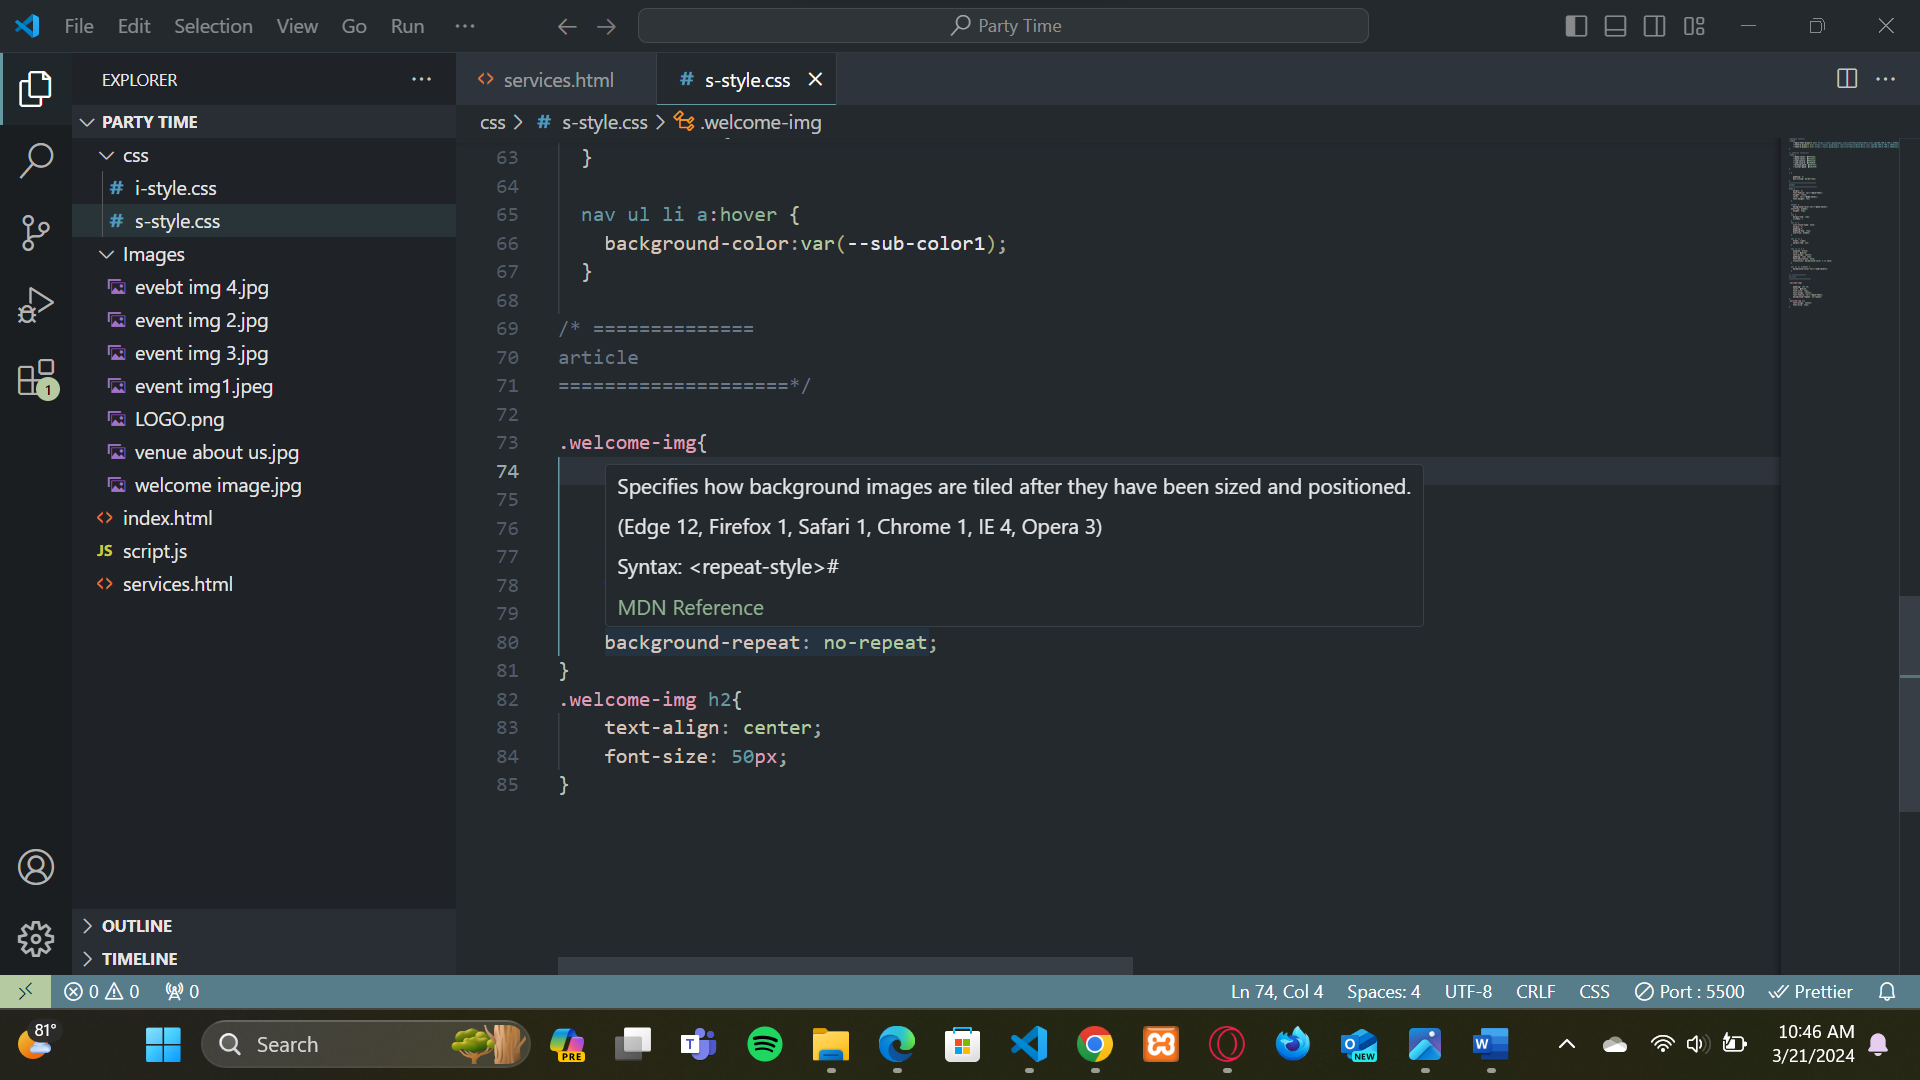 File Edit Selection View Go Run ···
Party Time
EXPLORER
PARTY TIME
css
# i-style.css
# s-style.css
Images
evebt img 4.jpg
event img 2.jpg
event img 3.jpg
event img1.jpeg
LOGO.png
venue about us.jpg
welcome image.jpg
<> index.html
JS script.js
<> services.html
OUTLINE
TIMELINE
1
<> services.html
# s-style.css
css > # s-style.css > .welcome-img
63 }
64
65 nav ul li a:hover {
66 background-color:var(--sub-color1);
67 }
68
69 /* ==============
70 article
71 ====================*/
72
73 .welcome-img{
74
75
76
77
78
79
Specifies how background images are tiled after they have been sized and positioned.
(Edge 12, Firefox 1, Safari 1, Chrome 1, IE 4, Opera 3)
Syntax: <repeat-style>#
MDN Reference
80 background-repeat: no-repeat;
81 }
82 .welcome-img h2{
83 text-align: center;
84 font-size: 50px;
85 }
0 0 0
Ln 74, Col 4 Spaces: 4 UTF-8 CRLF CSS Port : 5500 Prettier
81°
Search
PRE
T
O
NEW
W
10:46 AM
3/21/2024